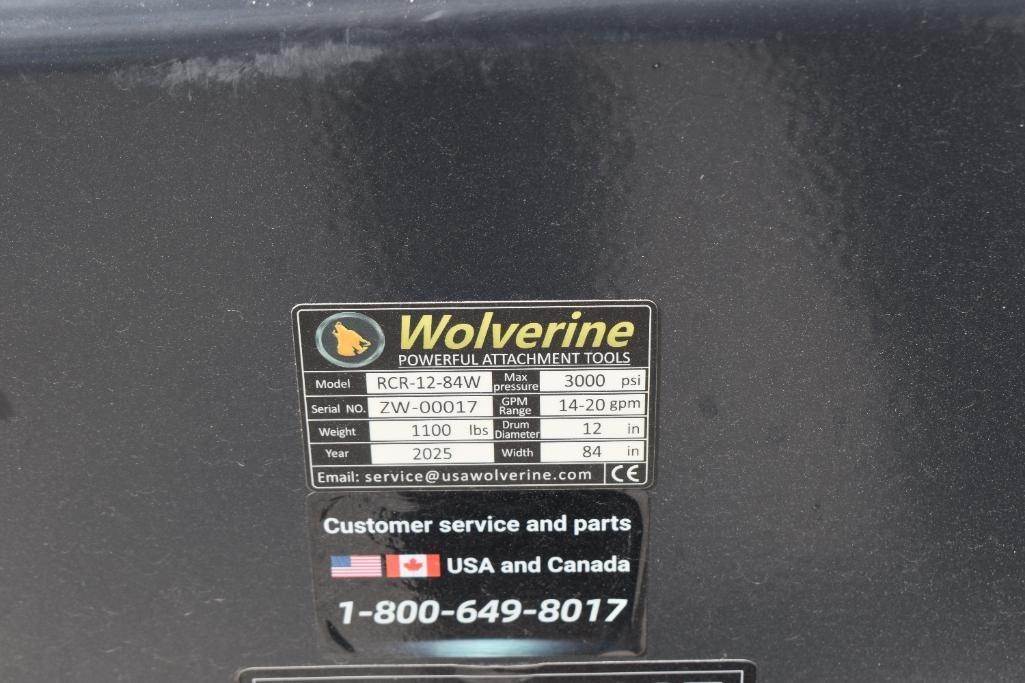 Wolverine
POWERFUL ATTACHMENT TOOLS
Model RCR-12-84W Max pressure 3000 psi
Serial NO. ZW-00017 GPM Range 14-20 gpm
Weight 1100 lbs Drum Diameter 12 in
Year 2025 Width 84 in
Email: service@usawolverine.com CE
Customer service and parts
USA and Canada
1-800-649-8017